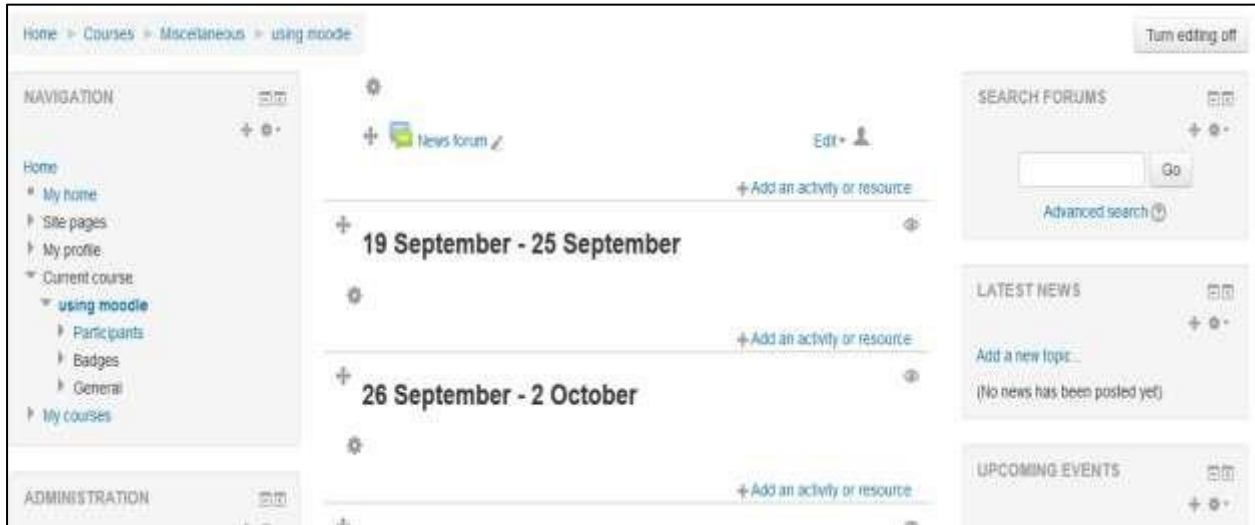 Home ► Courses ► Miscellaneous ► using moodle
Turn editing off
NAVIGATION
Home
My home
Site pages
My profile
Current course
using moodle
Participants
Badges
General
My courses
ADMINISTRATION
News forum
Edit
Add an activity or resource
19 September - 25 September
Add an activity or resource
26 September - 2 October
Add an activity or resource
SEARCH FORUMS
Go
Advanced search
LATEST NEWS
Add a new topic...
(No news has been posted yet)
UPCOMING EVENTS